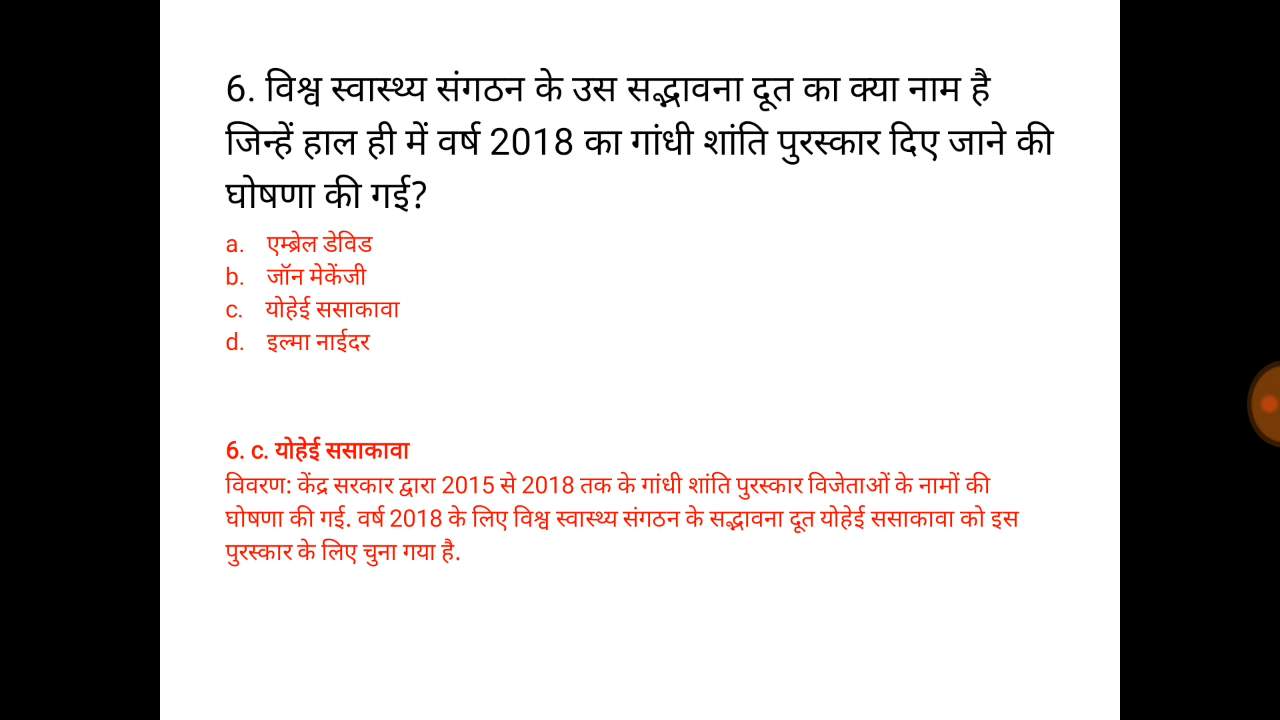 6. विश्व स्वास्थ्य संगठन के उस सद्भावना दूत का क्या नाम है
जिन्हें हाल ही में वर्ष 2018 का गांधी शांति पुरस्कार दिए जाने की
घोषणा की गई?
a. एम्ब्रेल डेविड
b. जॉन मेकेंजी
c. योहेई ससाकावा
d. इल्मा नाईदर
6. c. योहेई ससाकावा
विवरण: केंद्र सरकार द्वारा 2015 से 2018 तक के गांधी शांति पुरस्कार विजेताओं के नामों की
घोषणा की गई. वर्ष 2018 के लिए विश्व स्वास्थ्य संगठन के सद्भावना दूत योहेई ससाकावा को इस
पुरस्कार के लिए चुना गया है.